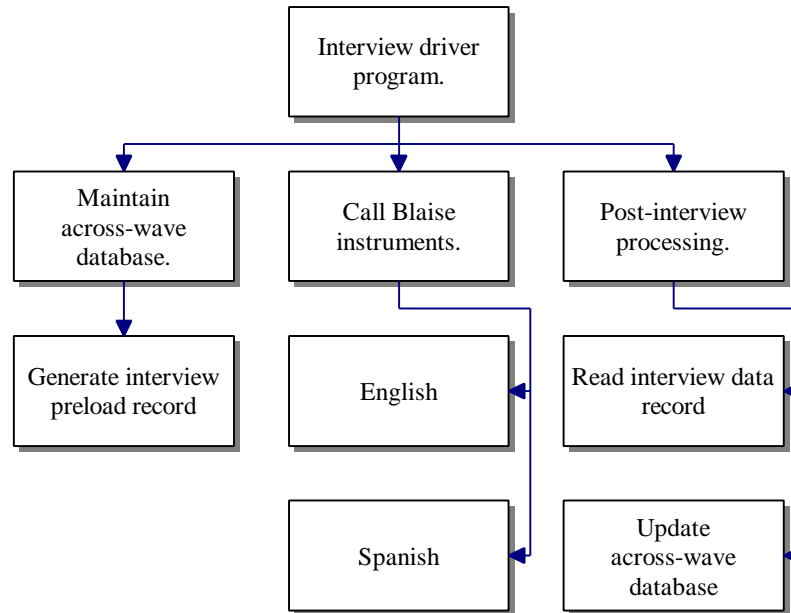 Interview driver
program.
Maintain
across-wave
database.
Call Blaise
instruments.
Post-interview
processing.
Generate interview
preload record
English
Read interview data
record
Spanish
Update
across-wave
database